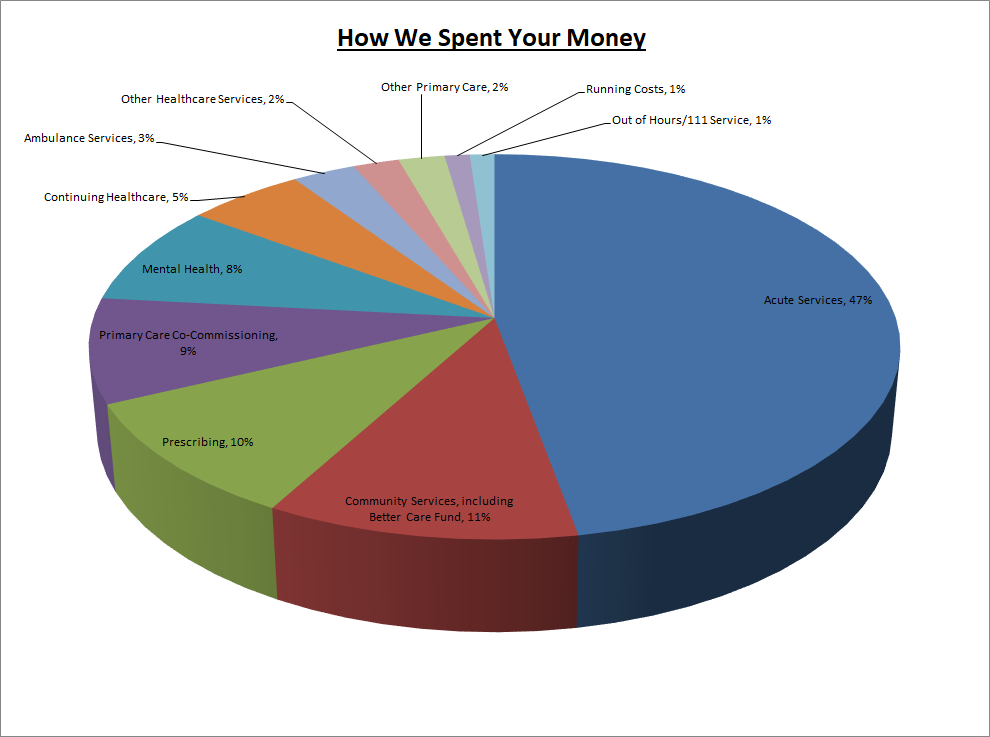 How We Spent Your Money
Other Primary Care, 2%
Running Costs, 1%
Other Healthcare Services, 2%
Out of Hours/111 Service, 1%
Ambulance Services, 3%
Continuing Healthcare, 5%
Mental Health, 8%
Acute Services, 47%
Primary Care Co-Commissioning,
9%
Prescribing, 10%
Community Services, including
Better Care Fund, 11%